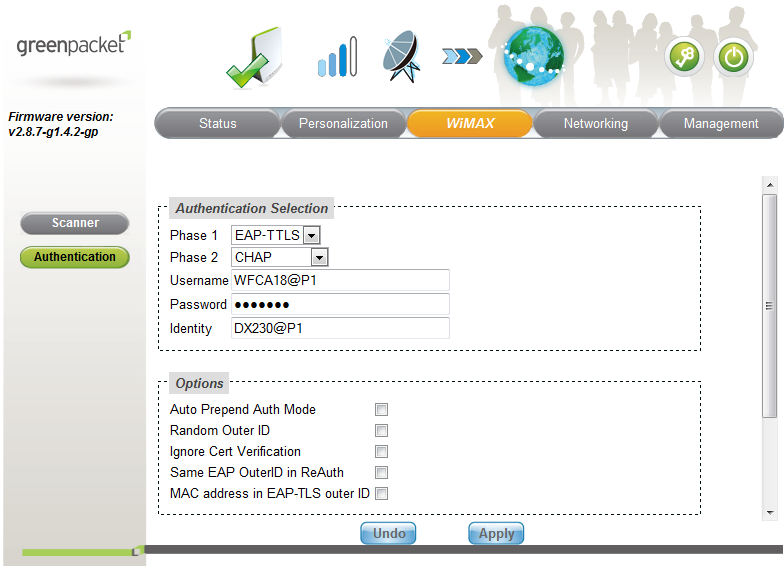 greenpacket
Firmware version:
v2.8.7-g1.4.2-gp
Status Personalization WiMAX Networking Management
Scanner
Authentication
Authentication Selection
Phase 1 EAP-TTLS
Phase 2 CHAP
Username WFCA18@P1
Password •••••••
Identity DX230@P1
Options
Auto Prepend Auth Mode
Random Outer ID
Ignore Cert Verification
Same EAP OuterID in ReAuth
MAC address in EAP-TLS outer ID
Undo Apply